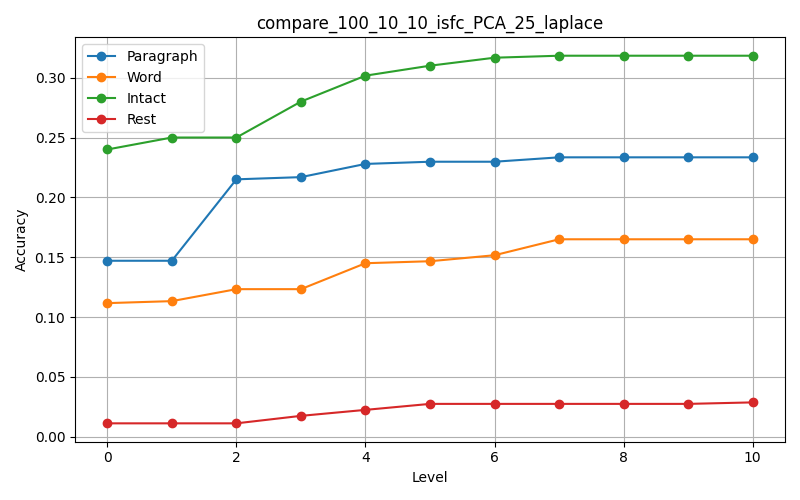 compare_100_10_10_isfc_PCA_25_laplace
Paragraph
Word
Intact
Rest
Accuracy
0.30
0.25
0.20
0.15
0.10
0.05
0.00
0 2 4 6 8 10
Level